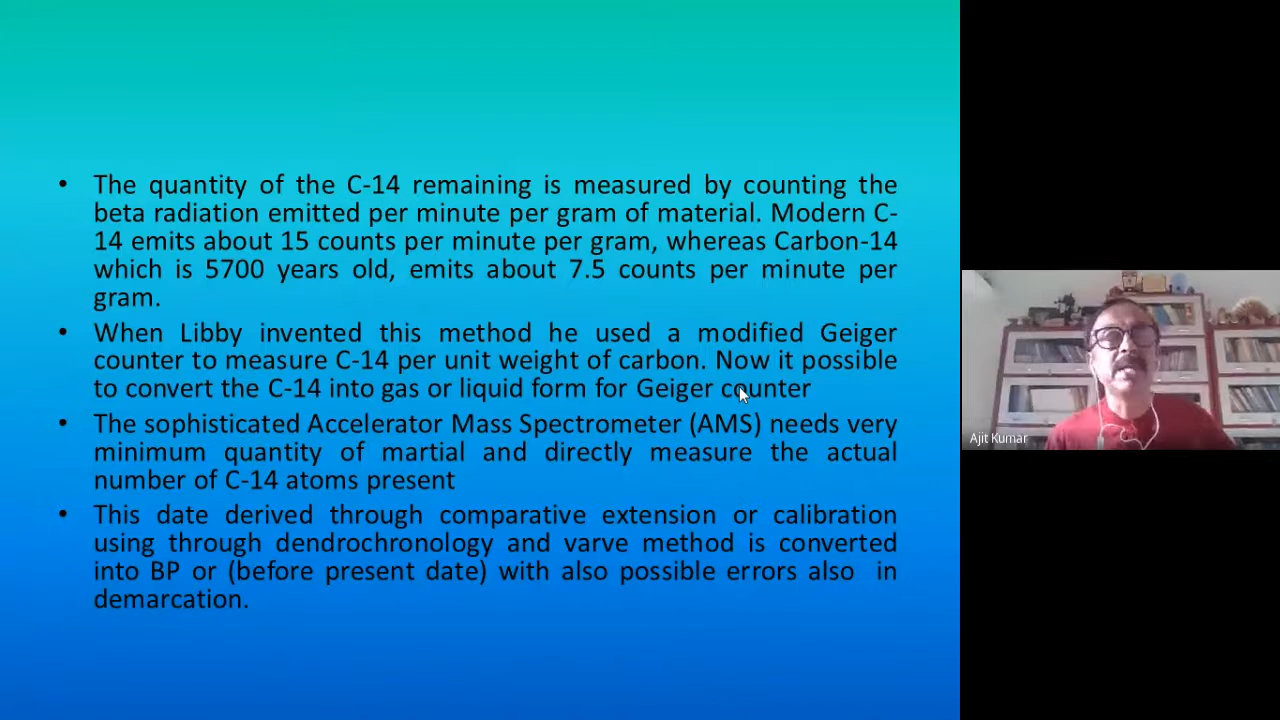 • The quantity of the C-14 remaining is measured by counting the
beta radiation emitted per minute per gram of material. Modern C-
14 emits about 15 counts per minute per gram, whereas Carbon-14
which is 5700 years old, emits about 7.5 counts per minute per
gram.
• When Libby invented this method he used a modified Geiger
counter to measure C-14 per unit weight of carbon. Now it possible
to convert the C-14 into gas or liquid form for Geiger counter
• The sophisticated Accelerator Mass Spectrometer (AMS) needs very
minimum quantity of martial and directly measure the actual
number of C-14 atoms present
• This date derived through comparative extension or calibration
using through dendrochronology and varve method is converted
into BP or (before present date) with also possible errors also in
demarcation.
Ajit Kumar